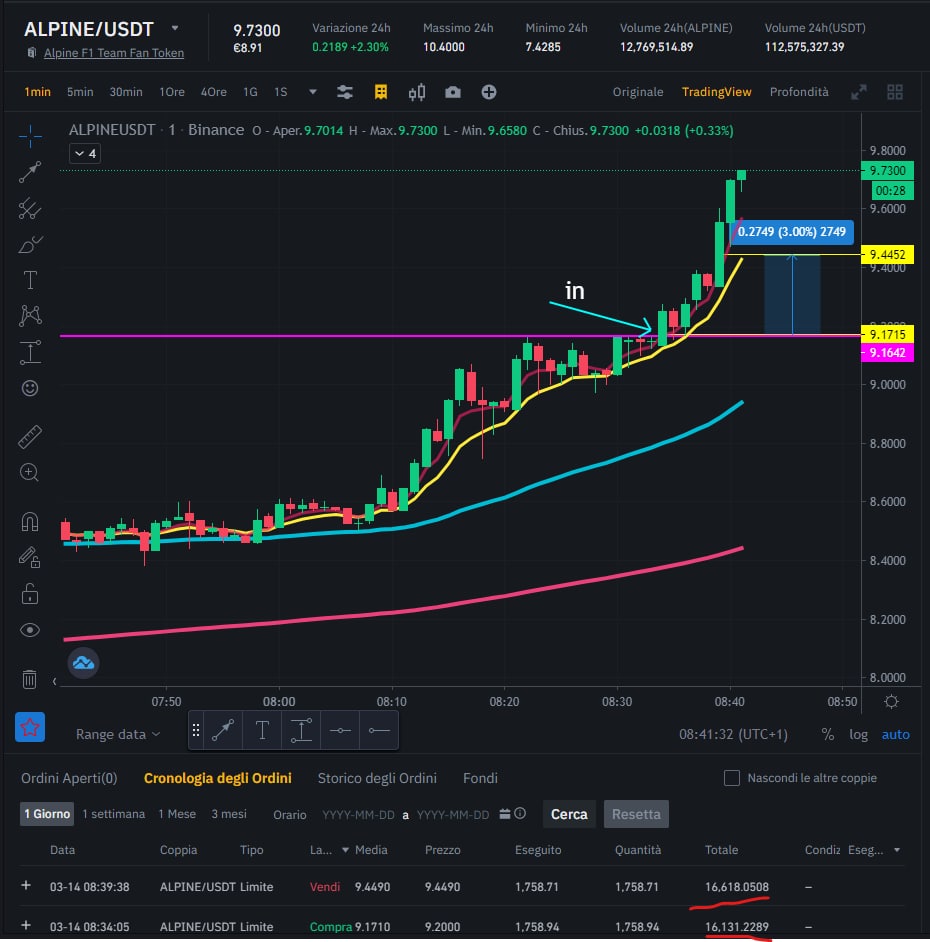 ALPINE/USDT
Alpine F1 Team Fan Token
9.7300
€8.91
Variazione 24h
0.2189 +2.30%
Massimo 24h
10.4000
Minimo 24h
7.4285
Volume 24h(ALPINE)
12,769,514.89
Volume 24h(USDT)
112,575,327.39
1min 5min 30min 1Ore 4Ore 1G 1S
Originale TradingView Profondità
ALPINEUSDT · 1 · Binance O - Aper.9.7014 H - Max.9.7300 L - Min.9.6580 C - Chius.9.7300 +0.0318 (+0.33%)
4
9.8000
9.7300
00:28
9.6000
0.2749 (3.00%) 2749
9.4452
9.4000
in
9.1715
9.1642
9.0000
8.8000
8.6000
8.4000
8.2000
8.0000
07:50 08:00 08:10 08:20 08:30 08:40 08:50
Range data
08:41:32 (UTC+1) % log auto
Ordini Aperti(0) Cronologia degli Ordini Storico degli Ordini Fondi Nascondi le altre coppie
1 Giorno 1 settimana 1 Mese 3 mesi Orario YYYY-MM-DD a YYYY-MM-DD Cerca Resetta
Data Coppia Tipo La... Media Prezzo Eseguito Quantità Totale Condiz Eseg...
+ 03-14 08:39:38 ALPINE/USDT Limite Vendi 9.4490 9.4490 1,758.71 1,758.71 16,618.0508 –
+ 03-14 08:34:05 ALPINE/USDT Limite Compra 9.1710 9.2000 1,758.94 1,758.94 16,131.2289 –